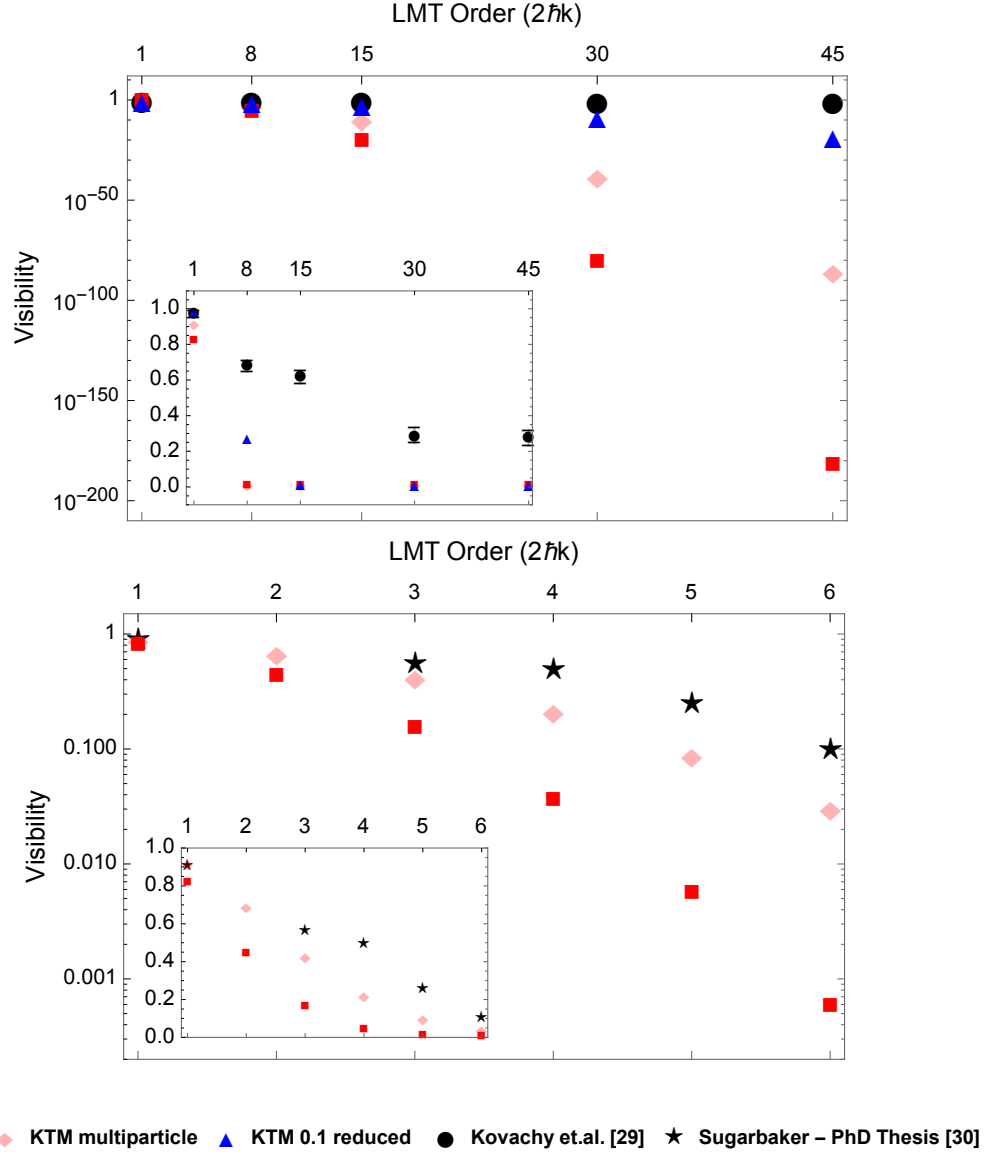 LMT Order (2ℏk)
1 8 15 30 45
1
10⁻⁵⁰
10⁻¹⁰⁰
10⁻¹⁵⁰
10⁻²⁰⁰
Visibility
1 8 15 30 45
1.0
0.8
0.6
0.4
0.2
0.0
LMT Order (2ℏk)
1 2 3 4 5 6
1
0.100
0.010
0.001
Visibility
1 2 3 4 5 6
1.0
0.8
0.6
0.4
0.2
0.0
KTM multiparticle KTM 0.1 reduced Kovachy et.al. [29] Sugarbaker – PhD Thesis [30]